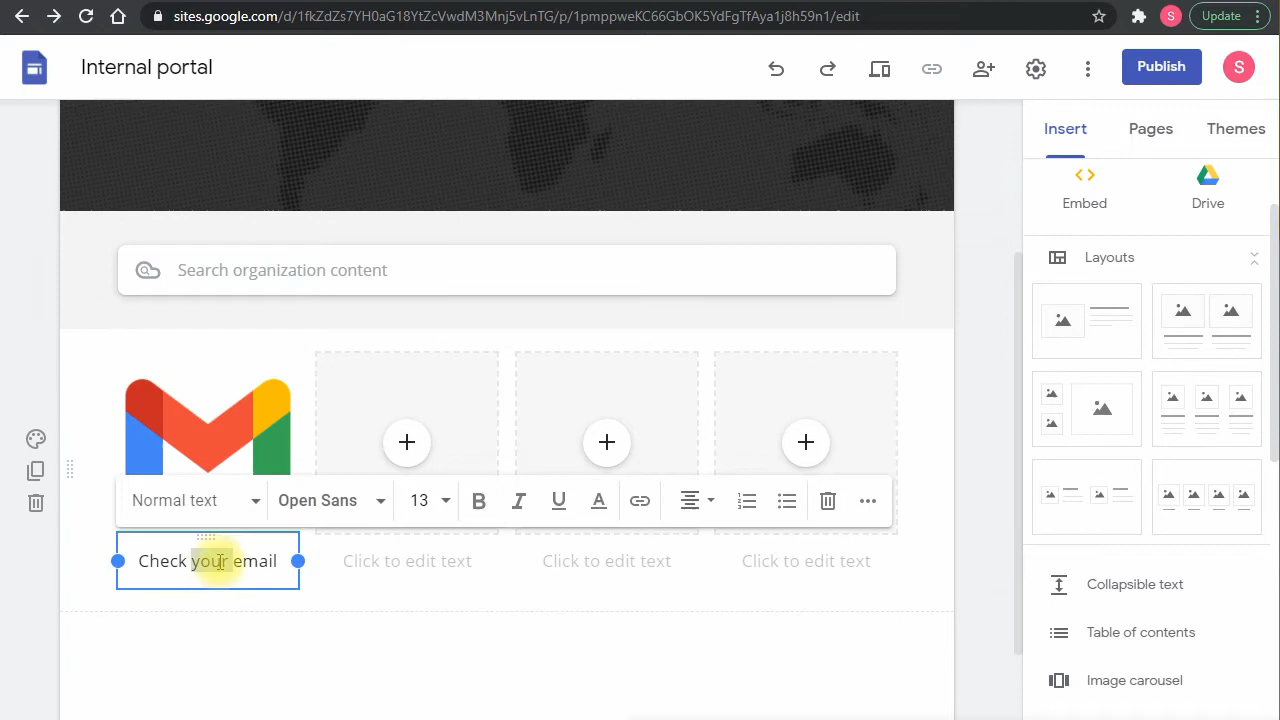 sites.google.com/d/1fkZdZs7YH0aG18YtZcVwdM3Mnj5vLnTG/p/1pmppweKC66GbOK5YdFgTfAya1j8h59n1/edit
S
Update
Internal portal
Publish
S
Insert
Pages
Themes
Embed
Drive
Search organization content
Layouts
Normal text
Open Sans
13
B
I
U
A
Check your email
Click to edit text
Click to edit text
Click to edit text
Collapsible text
Table of contents
Image carousel